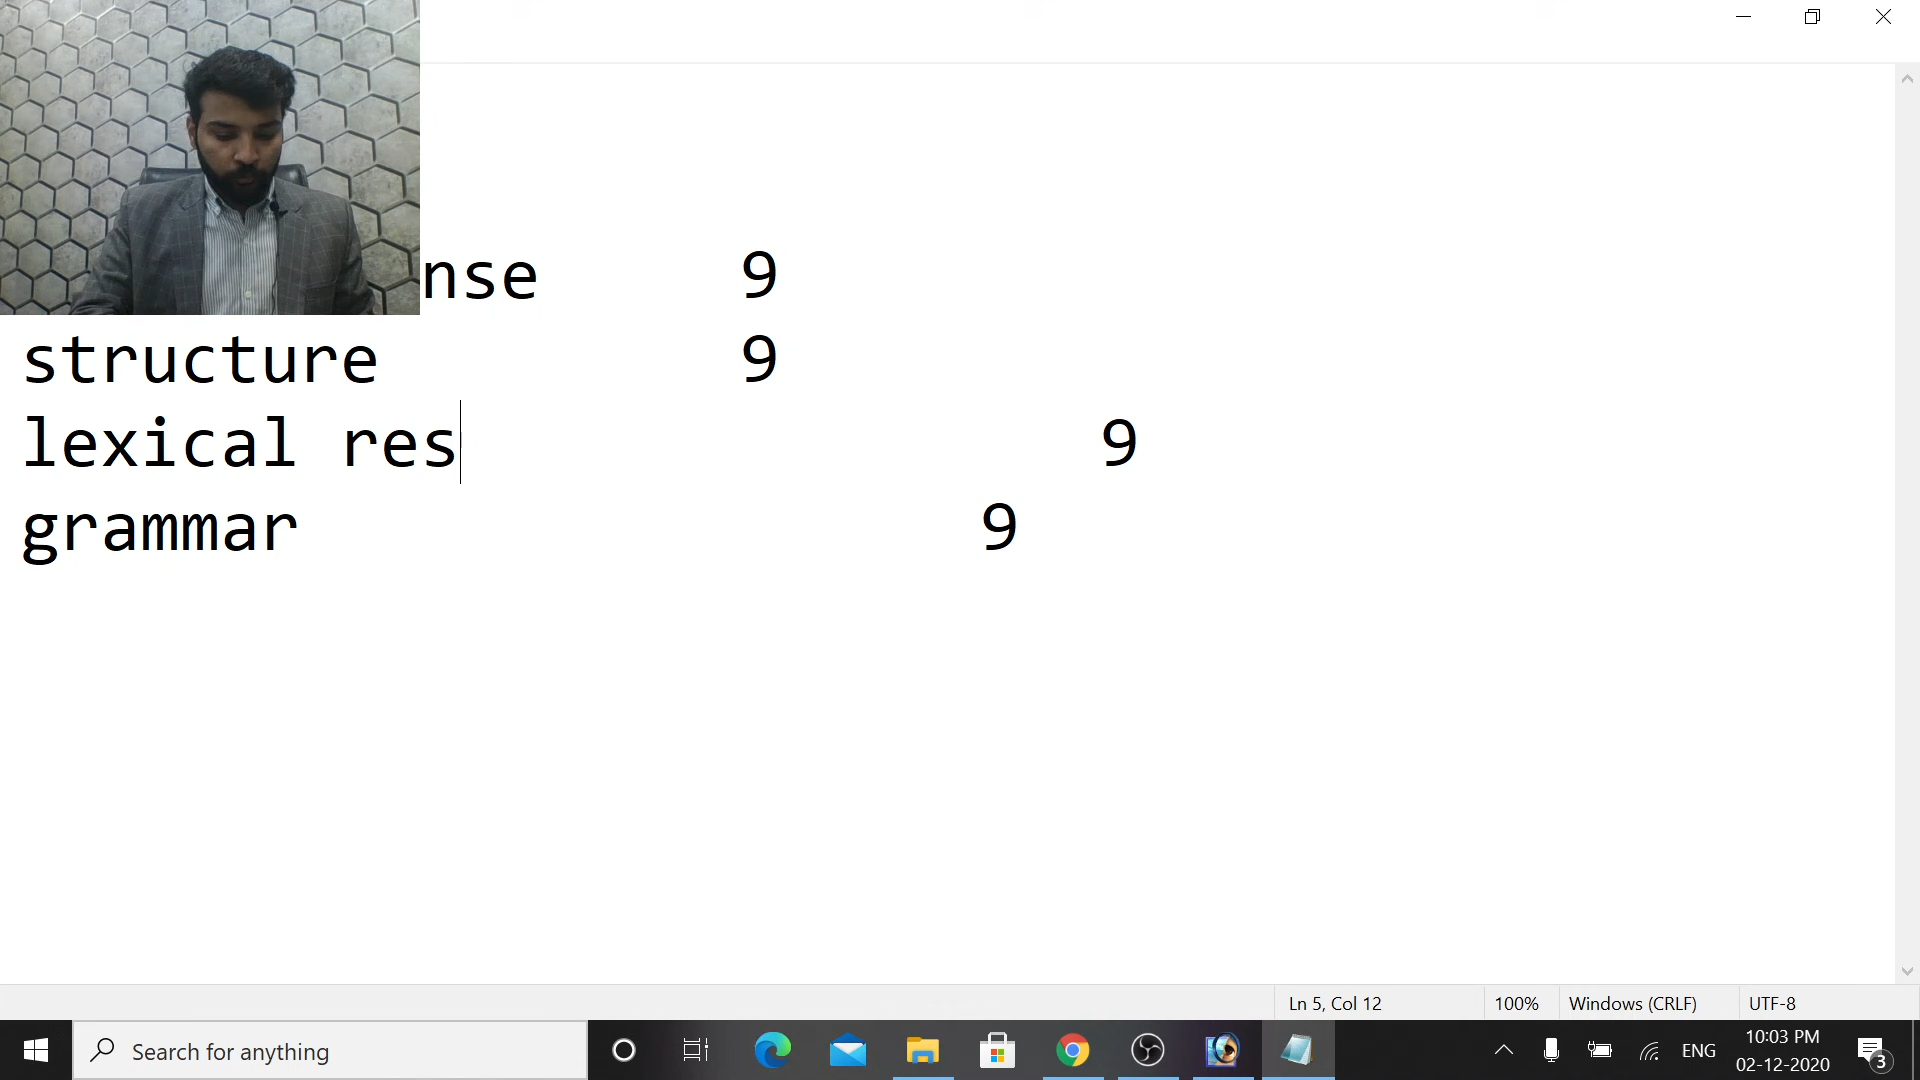 nse 9
structure 9
lexical res 9
grammar 9
Ln 5, Col 12 100% Windows (CRLF) UTF-8
Search for anything ENG 10:03 PM
02-12-2020 3